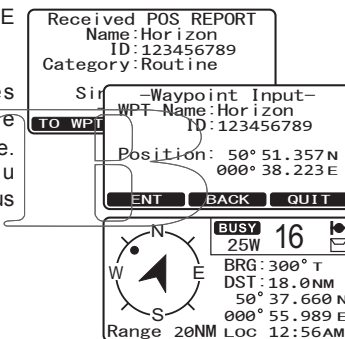 E
es
e
e.
u
us
Received POS REPORT
Name:Horizon
ID:123456789
Category:Routine
TO WPT
–Waypoint Input–
WPT Name:Horizon
ID:123456789
Position: 50°51.357N
000°38.223E
ENT BACK QUIT
N
W E
S
Range 20NM
BUSY 16
25W
BRG:300°T
DST:18.0NM
50°37.660N
000°55.989E
LOC 12:56AM